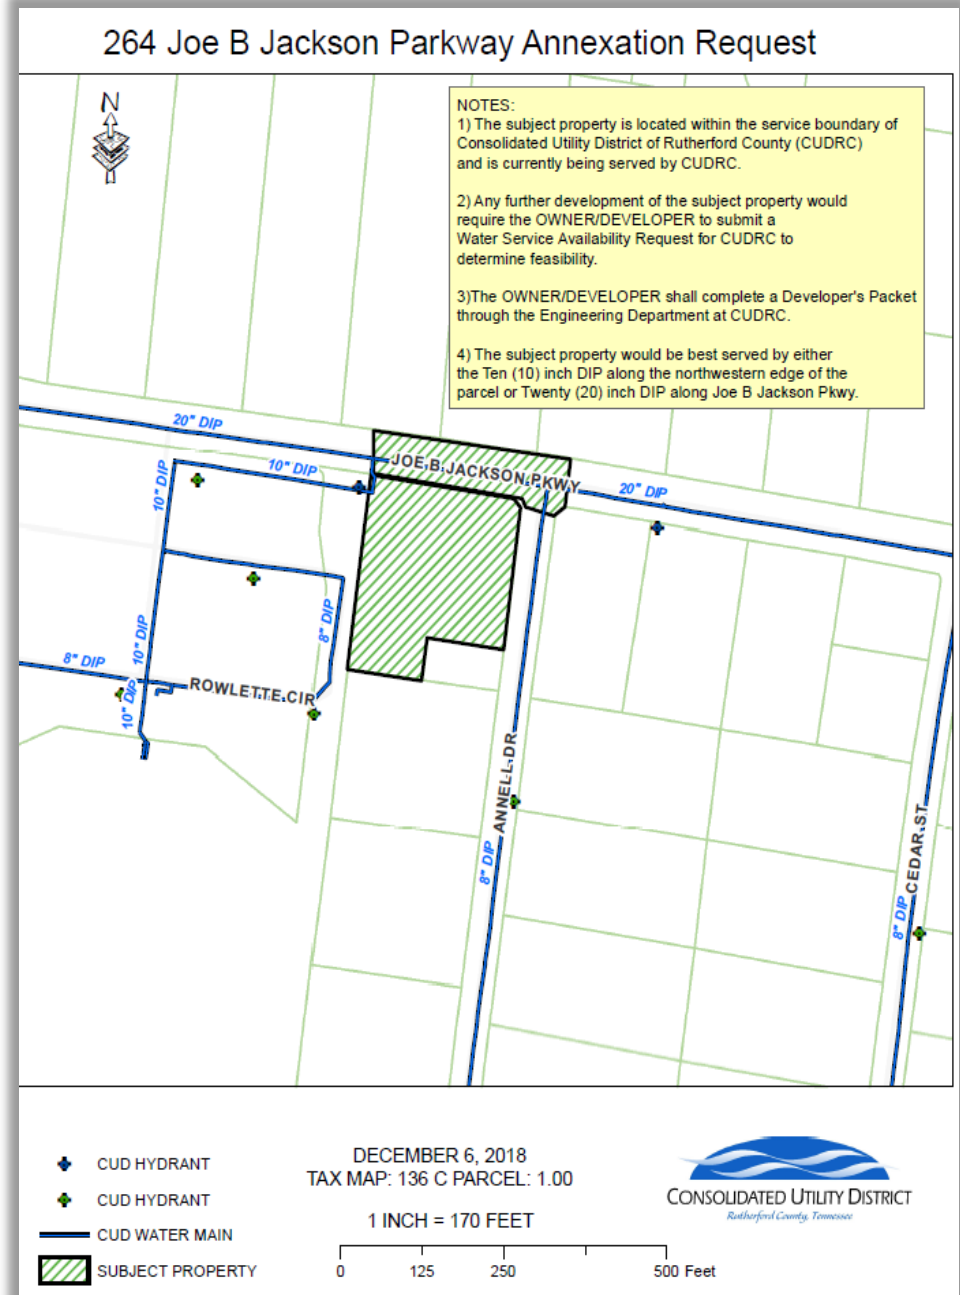 264 Joe B Jackson Parkway Annexation Request
N
NOTES:
1) The subject property is located within the service boundary of
Consolidated Utility District of Rutherford County (CUDRC)
and is currently being served by CUDRC.
2) Any further development of the subject property would
require the OWNER/DEVELOPER to submit a
Water Service Availability Request for CUDRC to
determine feasibility.
3)The OWNER/DEVELOPER shall complete a Developer's Packet
through the Engineering Department at CUDRC.
4) The subject property would be best served by either
the Ten (10) inch DIP along the northwestern edge of the
parcel or Twenty (20) inch DIP along Joe B Jackson Pkwy.
20" DIP
10" DIP
10" DIP
JOE B JACKSON PKWY
20" DIP
8" DIP
10" DIP
8" DIP
10" DIP
ROWLETTE CIR
ANNELL DR
8" DIP
CEDAR ST
8" DIP
CUD HYDRANT
CUD HYDRANT
CUD WATER MAIN
SUBJECT PROPERTY
DECEMBER 6, 2018
TAX MAP: 136 C PARCEL: 1.00
1 INCH = 170 FEET
0 125 250 500 Feet
CONSOLIDATED UTILITY DISTRICT
Rutherford County, Tennessee